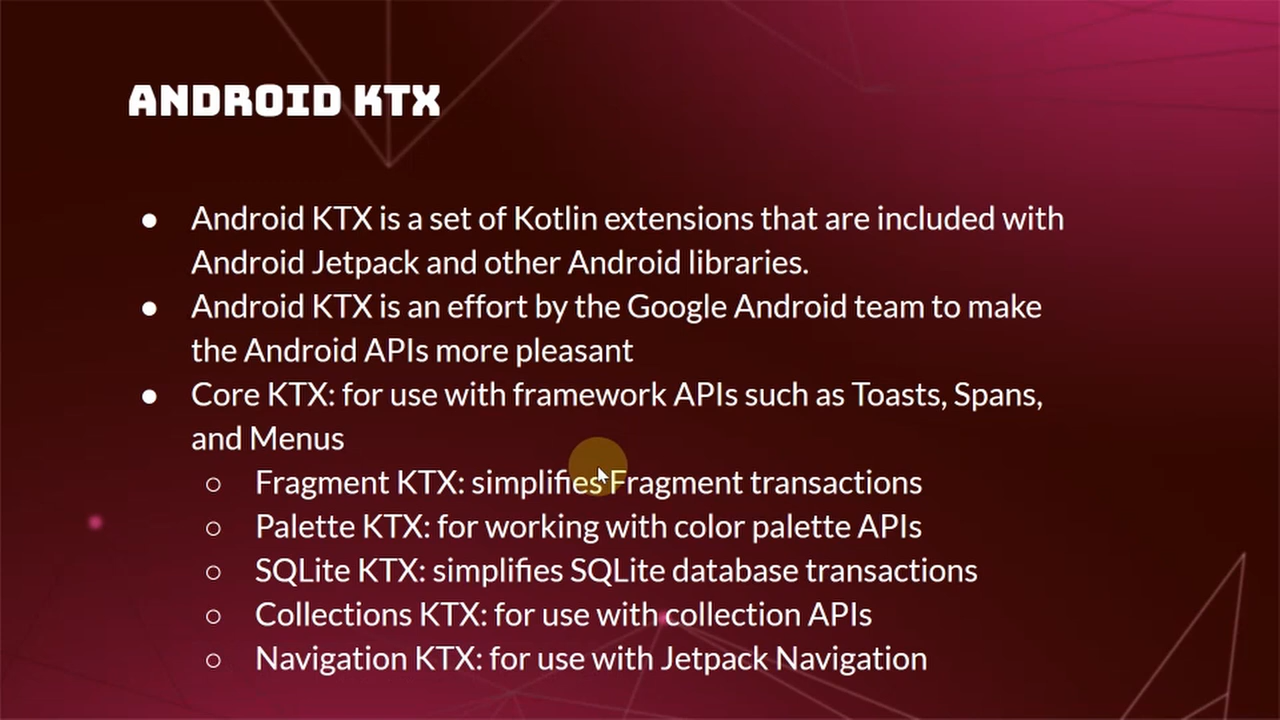 ANDROID KTX
● Android KTX is a set of Kotlin extensions that are included with
Android Jetpack and other Android libraries.
● Android KTX is an effort by the Google Android team to make
the Android APIs more pleasant
● Core KTX: for use with framework APIs such as Toasts, Spans,
and Menus
○ Fragment KTX: simplifies Fragment transactions
○ Palette KTX: for working with color palette APIs
○ SQLite KTX: simplifies SQLite database transactions
○ Collections KTX: for use with collection APIs
○ Navigation KTX: for use with Jetpack Navigation